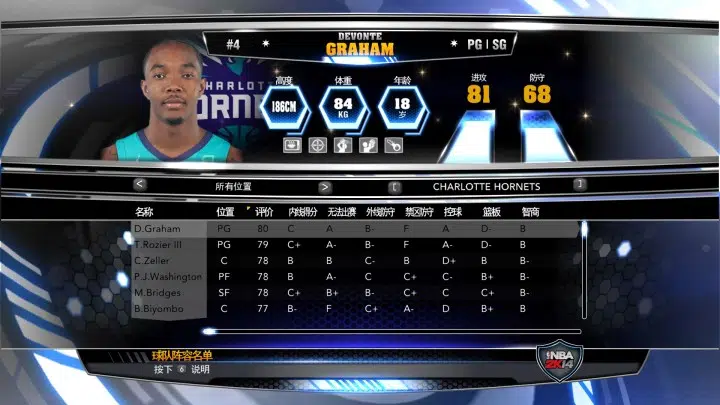 #4
DEVONTE
GRAHAM
PG | SG
高度
186CM
体重
84
KG
年龄
18
岁
进攻
81
防守
68
所有位置
CHARLOTTE HORNETS
名称 位置 评价 内线得分 无法出赛 外线防守 禁区防守 控球 篮板 智商
D.Graham PG 80 C A B- F A D- B
T.Rozier III PG 79 C+ A- B- F A- D- B
C.Zeller C 78 B B C- B D+ B B
P.J.Washington PF 78 B A- C C+ C- B+ B
M.Bridges SF 78 C+ B+ B- C+ C C+ B
B.Biyombo C 77 B- F C+ A- D B+ B
球队阵容名单
按下 6 说明
NBA
2K14